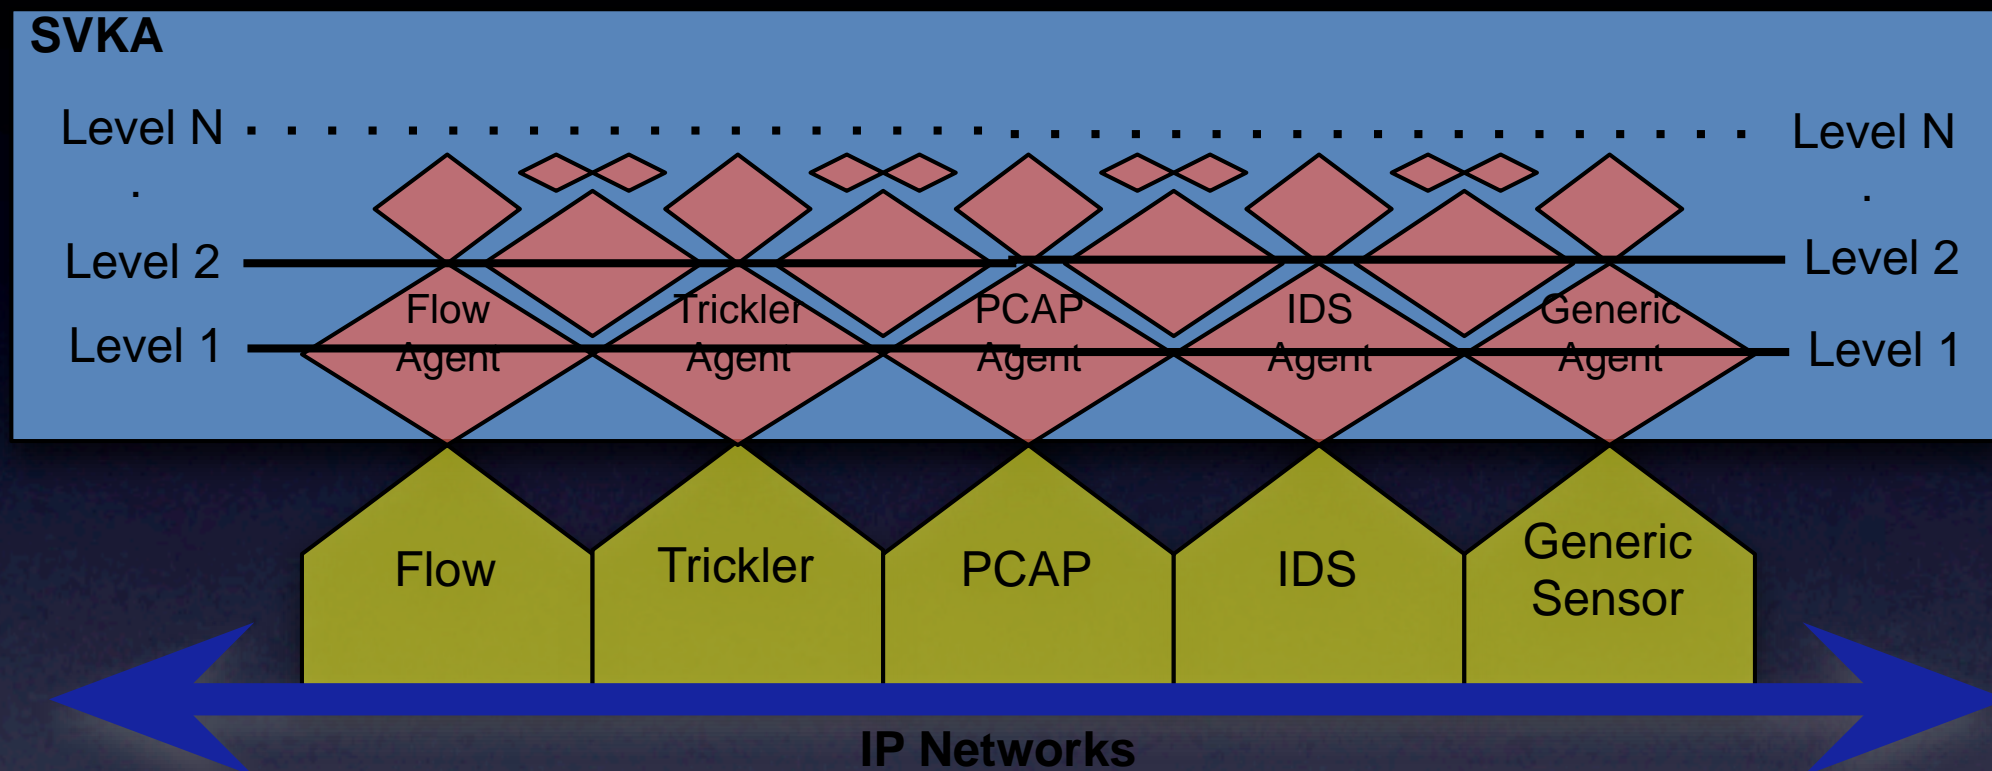 SVKA
Level N
Level N
.
.
Level 2
Level 2
Flow
Agent
Trickler
Agent
PCAP
Agent
IDS
Agent
Generic
Agent
Level 1
Level 1
Flow
Trickler
PCAP
IDS
Generic
Sensor
IP Networks